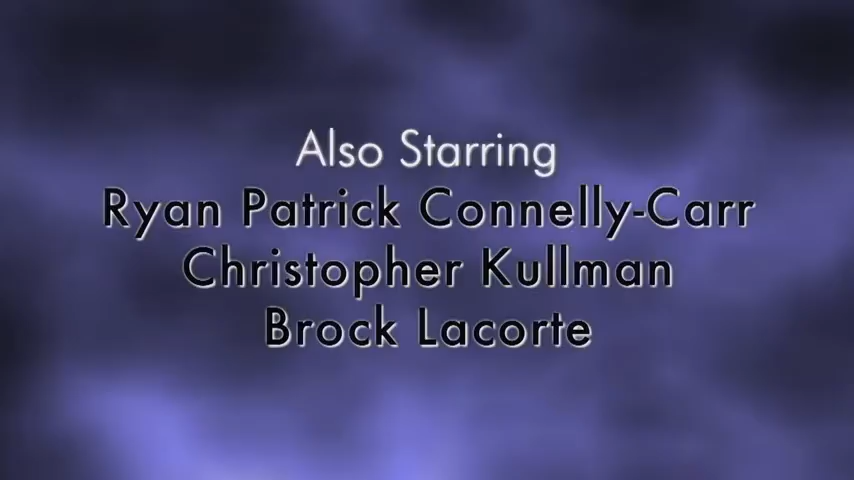 Also Starring
Ryan Patrick Connelly-Carr
Christopher Kullman
Brock Lacorte